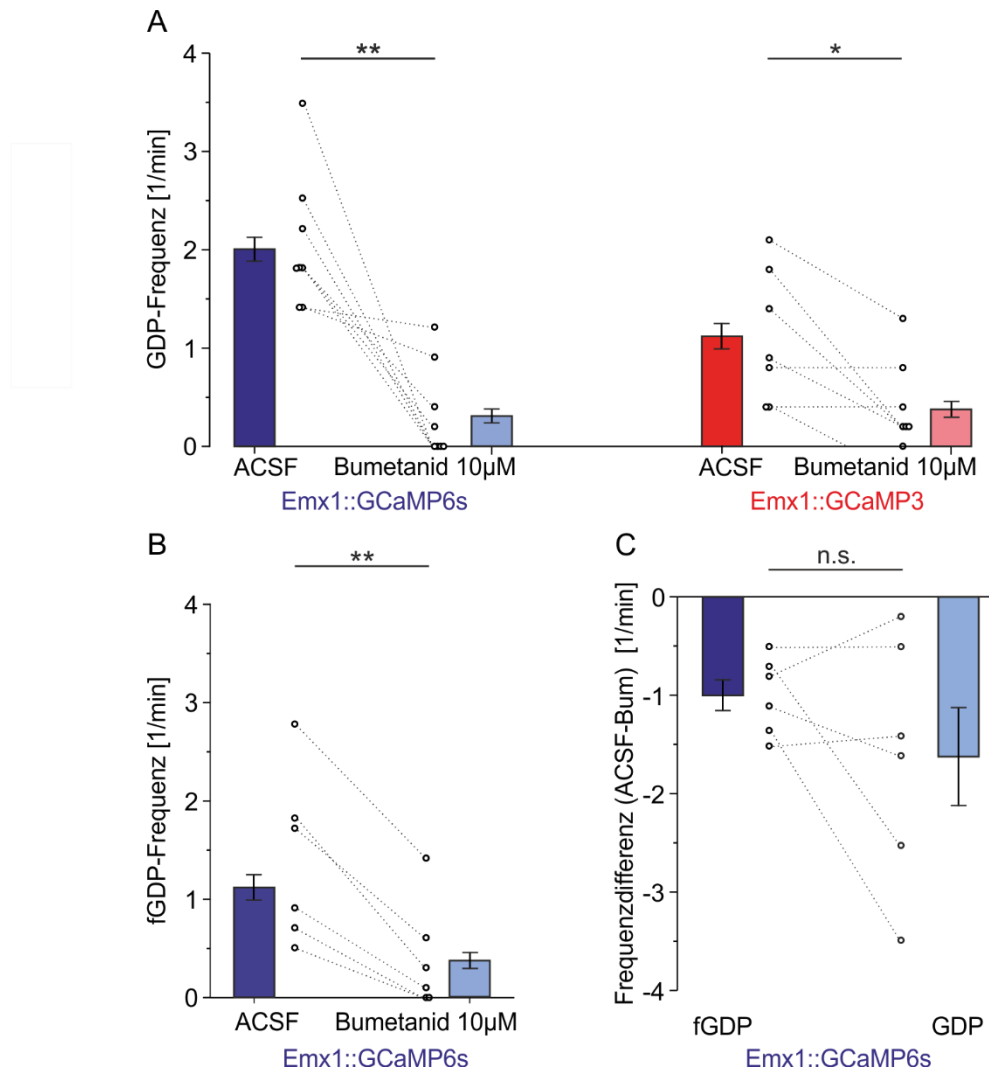 A
GDP-Frequenz [1/min]
4
3
2
1
0
**
*
ACSF
Bumetanid 10µM
ACSF
Bumetanid 10µM
Emx1::GCaMP6s
Emx1::GCaMP3
B
fGDP-Frequenz [1/min]
4
3
2
1
0
**
ACSF
Bumetanid 10µM
Emx1::GCaMP6s
C
Frequenzdifferenz (ACSF-Bum) [1/min]
n.s.
0
-1
-2
-3
-4
fGDP
GDP
Emx1::GCaMP6s